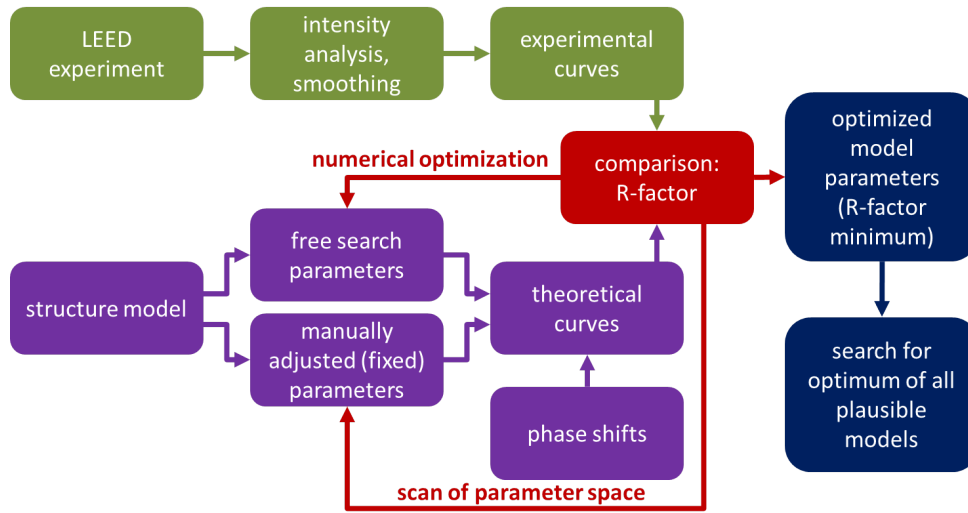 LEED
experiment
intensity
analysis,
smoothing
experimental
curves
numerical optimization
comparison:
R-factor
optimized
model
parameters
(R-factor
minimum)
free search
parameters
structure model
manually
adjusted (fixed)
parameters
theoretical
curves
phase shifts
search for
optimum of all
plausible
models
scan of parameter space